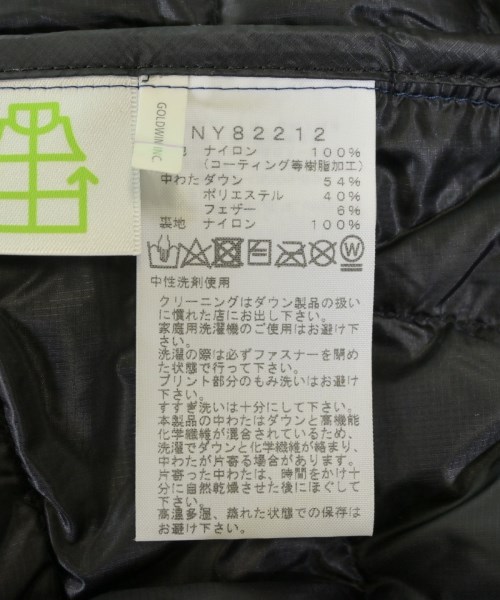 GOLDWIN INC.
NY82212
地 ナイロン 100%
(コーティング等樹脂加工)
中わた ダウン 54%
ポリエステル 40%
フェザー 6%
裏地 ナイロン 100%
W
中性洗剤使用
クリーニングはダウン製品の扱い
に慣れた店にお出し下さい。
家庭用洗濯機のご使用はお避け下
さい。
洗濯の際は必ずファスナーを閉め
た状態で行って下さい。
プリント部分のもみ洗いはお避け
下さい。
すすぎ洗いは十分にして下さい。
本製品の中わたはダウンと高機能
化学繊維が混合されているため、
洗濯でダウンと化学繊維が絡まり、
中わたが片寄る場合があります。
片寄った中わたは、時間をかけ十
分に自然乾燥させた後にほぐして
下さい。
高温多湿、蒸れた状態での保存は
お避け下さい。